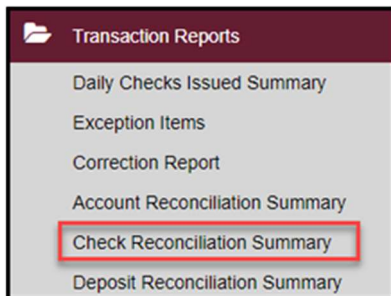 Transaction Reports
Daily Checks Issued Summary
Exception Items
Correction Report
Account Reconciliation Summary
Check Reconciliation Summary
Deposit Reconciliation Summary